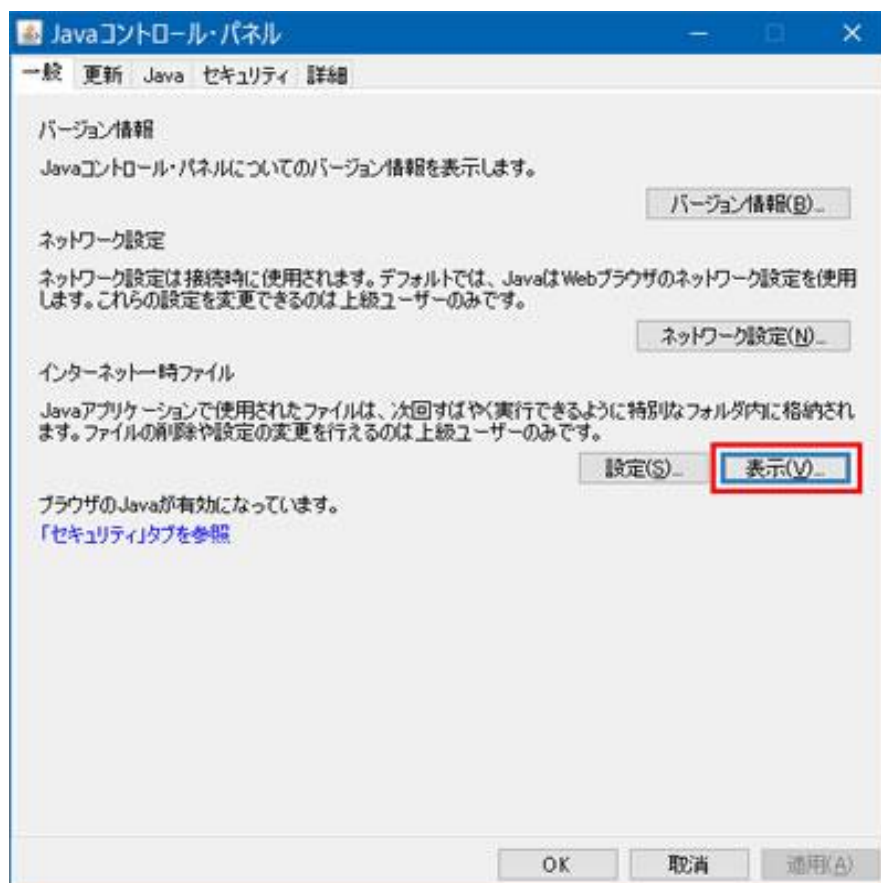 Javaコントロール・パネル
一般 更新 Java セキュリティ 詳細
バージョン情報
Javaコントロール・パネルについてのバージョン情報を表示します。
バージョン情報(B)...
ネットワーク設定
ネットワーク設定は接続時に使用されます。デフォルトでは、JavaはWebブラウザのネットワーク設定を使用
します。これらの設定を変更できるのは上級ユーザーのみです。
ネットワーク設定(N)...
インターネット一時ファイル
Javaアプリケーションで使用されたファイルは、次回すばやく実行できるように特別なフォルダ内に格納され
ます。ファイルの削除や設定の変更を行えるのは上級ユーザーのみです。
設定(S)... 表示(V)...
ブラウザのJavaが有効になっています。
「セキュリティ」タブを参照
OK 取消 適用(A)